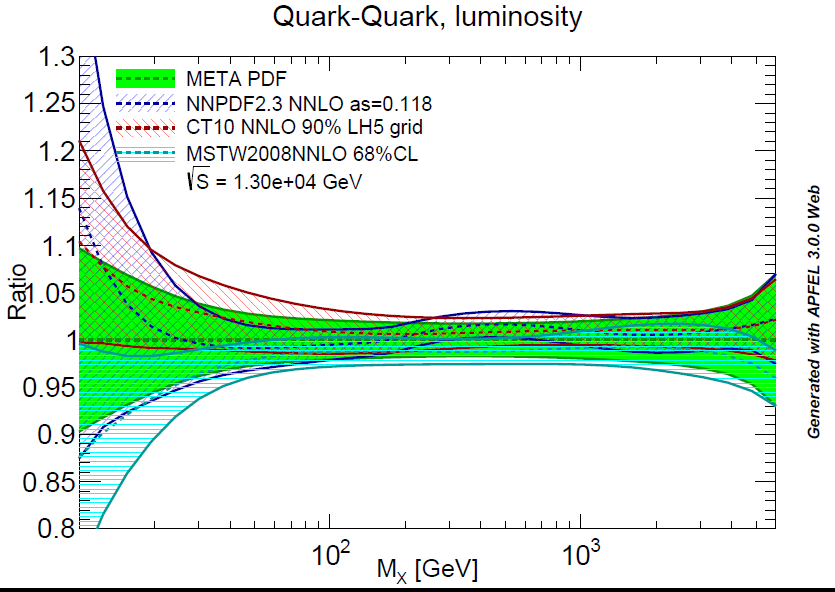 Quark-Quark, luminosity
META PDF
NNPDF2.3 NNLO as=0.118
CT10 NNLO 90% LH5 grid
MSTW2008NNLO 68%CL
√S = 1.30e+04 GeV
Ratio
1.3
1.25
1.2
1.15
1.1
1.05
1
0.95
0.9
0.85
0.8
10²
10³
M_X [GeV]
Generated with APFEL 3.0.0 Web